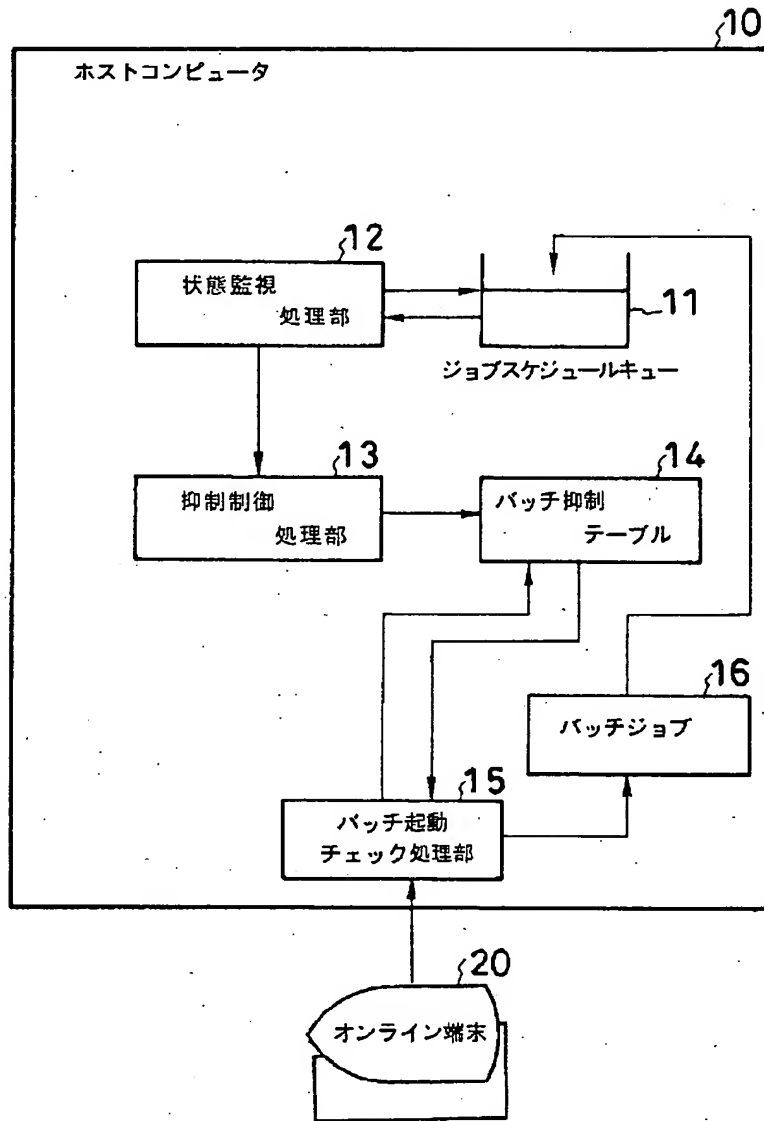 10
ホストコンピュータ
12
状態監視
処理部
11
ジョブスケジュールキュー
13
抑制制御
処理部
14
バッチ抑制
テーブル
16
バッチジョブ
15
バッチ起動
チェック処理部
20
オンライン端末